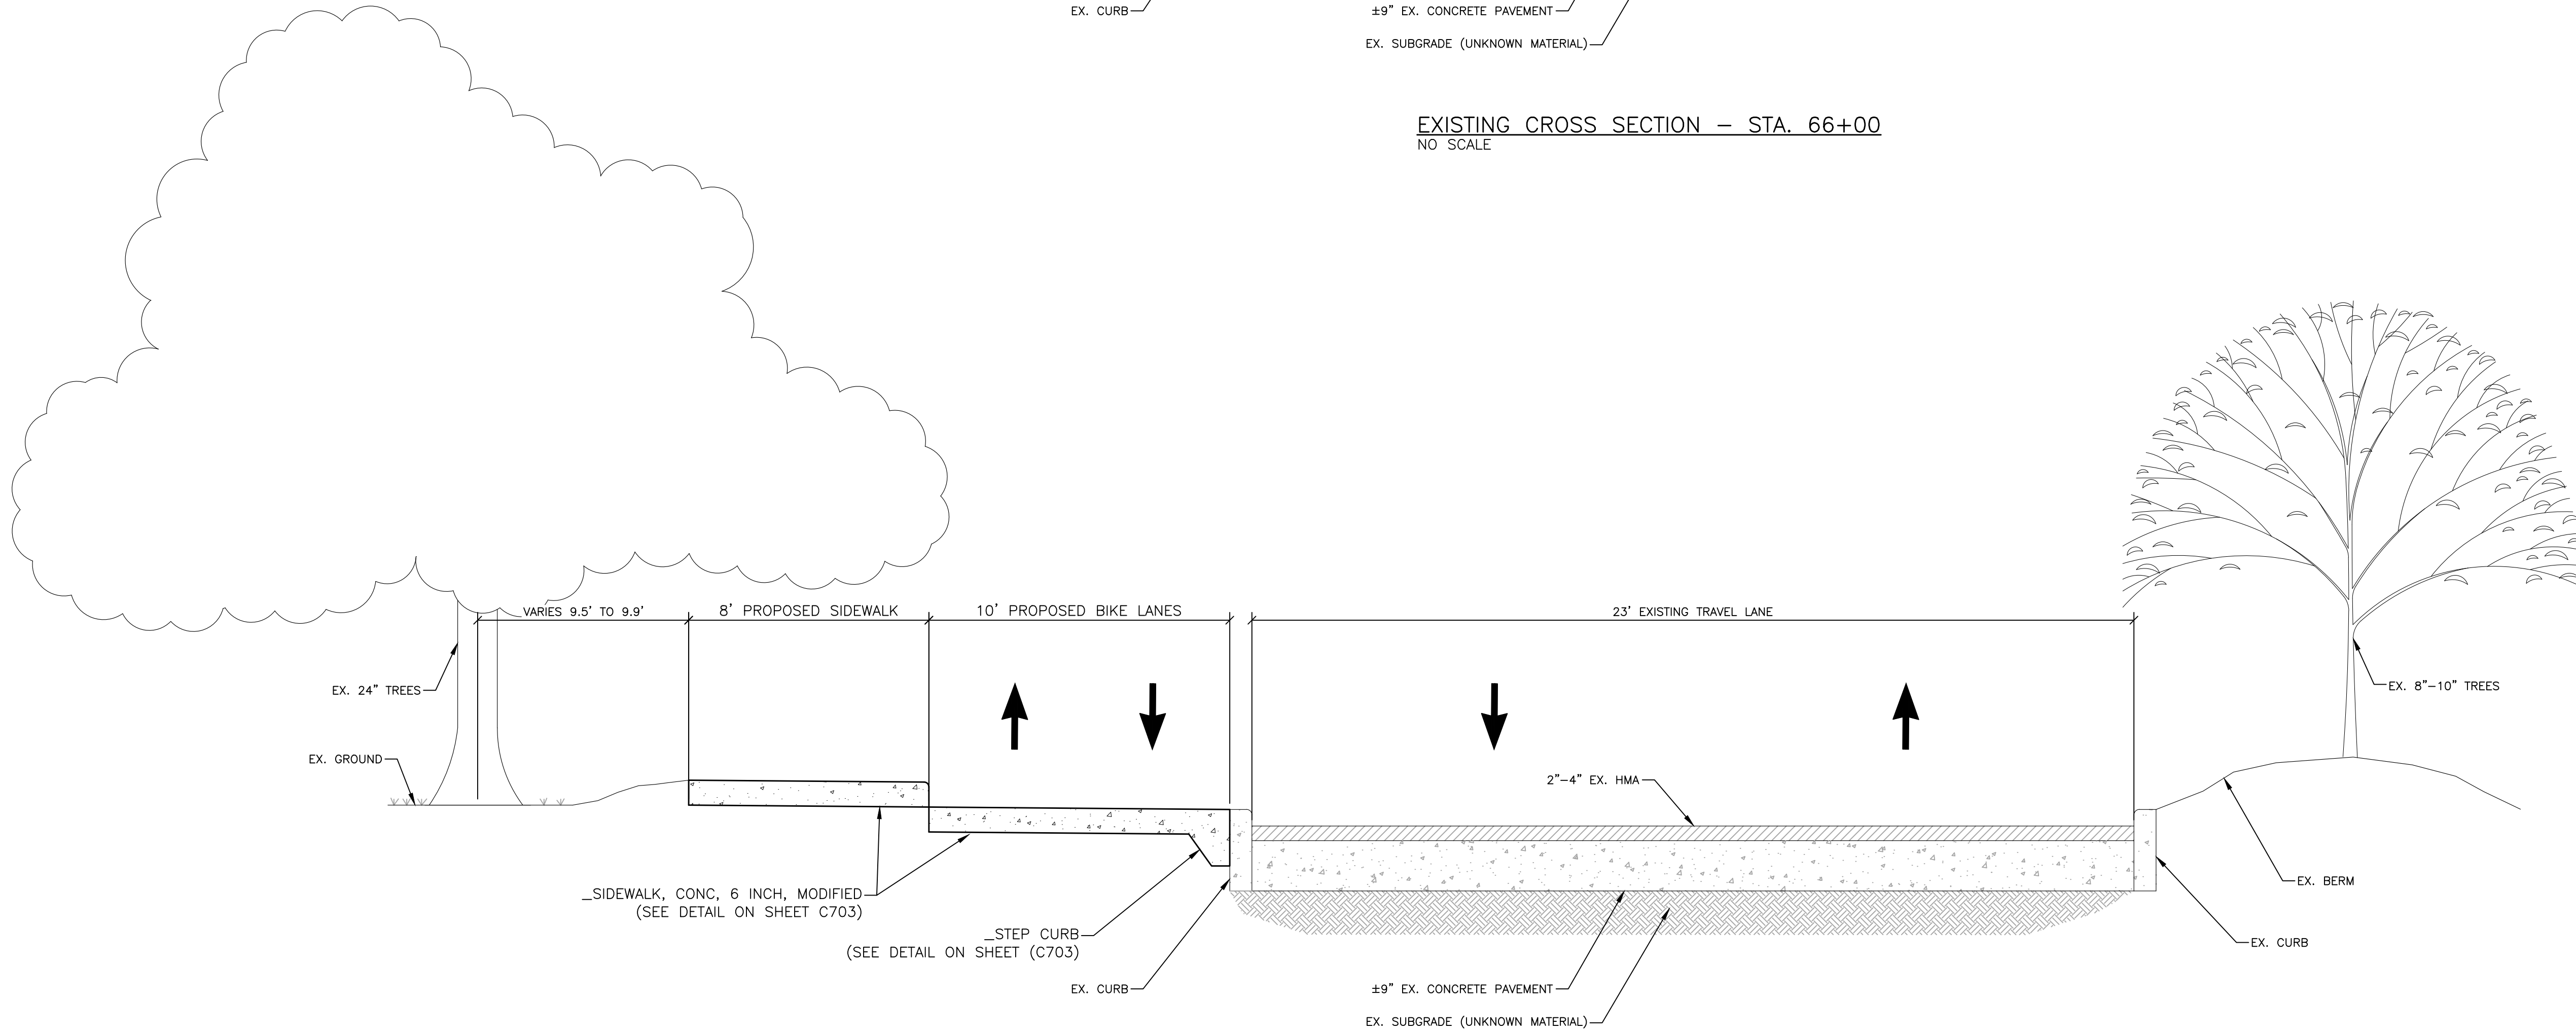 EX. CURB
±9" EX. CONCRETE PAVEMENT
EX. SUBGRADE (UNKNOWN MATERIAL)
EXISTING CROSS SECTION - STA. 66+00
NO SCALE
VARIES 9.5' TO 9.9'
8' PROPOSED SIDEWALK
10' PROPOSED BIKE LANES
23' EXISTING TRAVEL LANE
EX. 24" TREES
EX. 8"-10" TREES
EX. GROUND
2"-4" EX. HMA
_SIDEWALK, CONC, 6 INCH, MODIFIED
(SEE DETAIL ON SHEET C703)
EX. BERM
_STEP CURB
(SEE DETAIL ON SHEET (C703)
EX. CURB
EX. CURB
±9" EX. CONCRETE PAVEMENT
EX. SUBGRADE (UNKNOWN MATERIAL)